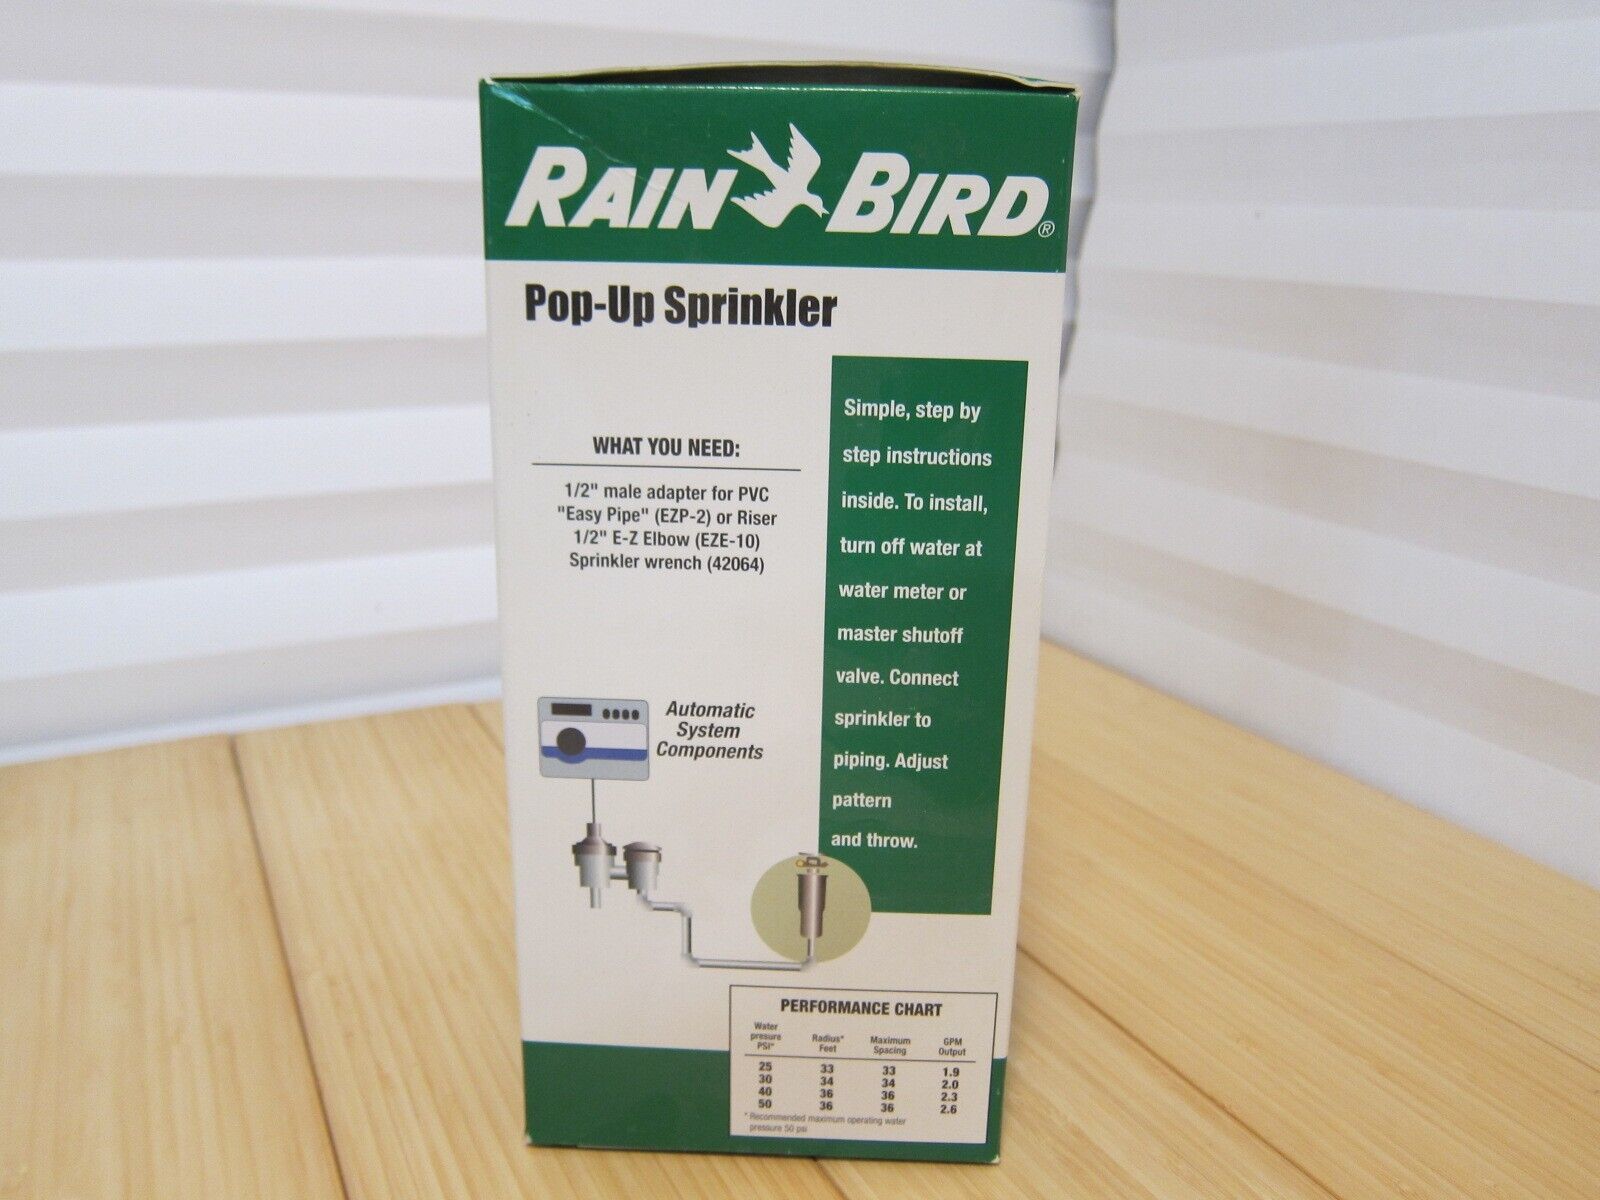 RAIN BIRD®
Pop-Up Sprinkler
WHAT YOU NEED:
1/2" male adapter for PVC
"Easy Pipe" (EZP-2) or Riser
1/2" E-Z Elbow (EZE-10)
Sprinkler wrench (42064)
Simple, step by
step instructions
inside. To install,
turn off water at
water meter or
master shutoff
valve. Connect
sprinkler to
piping. Adjust
pattern
and throw.
Automatic
System
Components
PERFORMANCE CHART
Water
presure
PSI*
Radius*
Feet
Maximum
Spacing
GPM
Output
25 33 33 1.9
30 34 34 2.0
40 36 36 2.3
50 36 36 2.6
* Recommended maximum operating water
pressure 50 psi